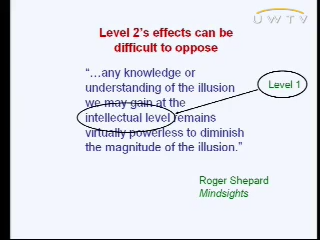 UWTV
Level 2's effects can be
difficult to oppose
"…any knowledge or
understanding of the illusion
we may gain at the
intellectual level remains
virtually powerless to diminish
the magnitude of the illusion."
Level 1
Roger Shepard
Mindsights